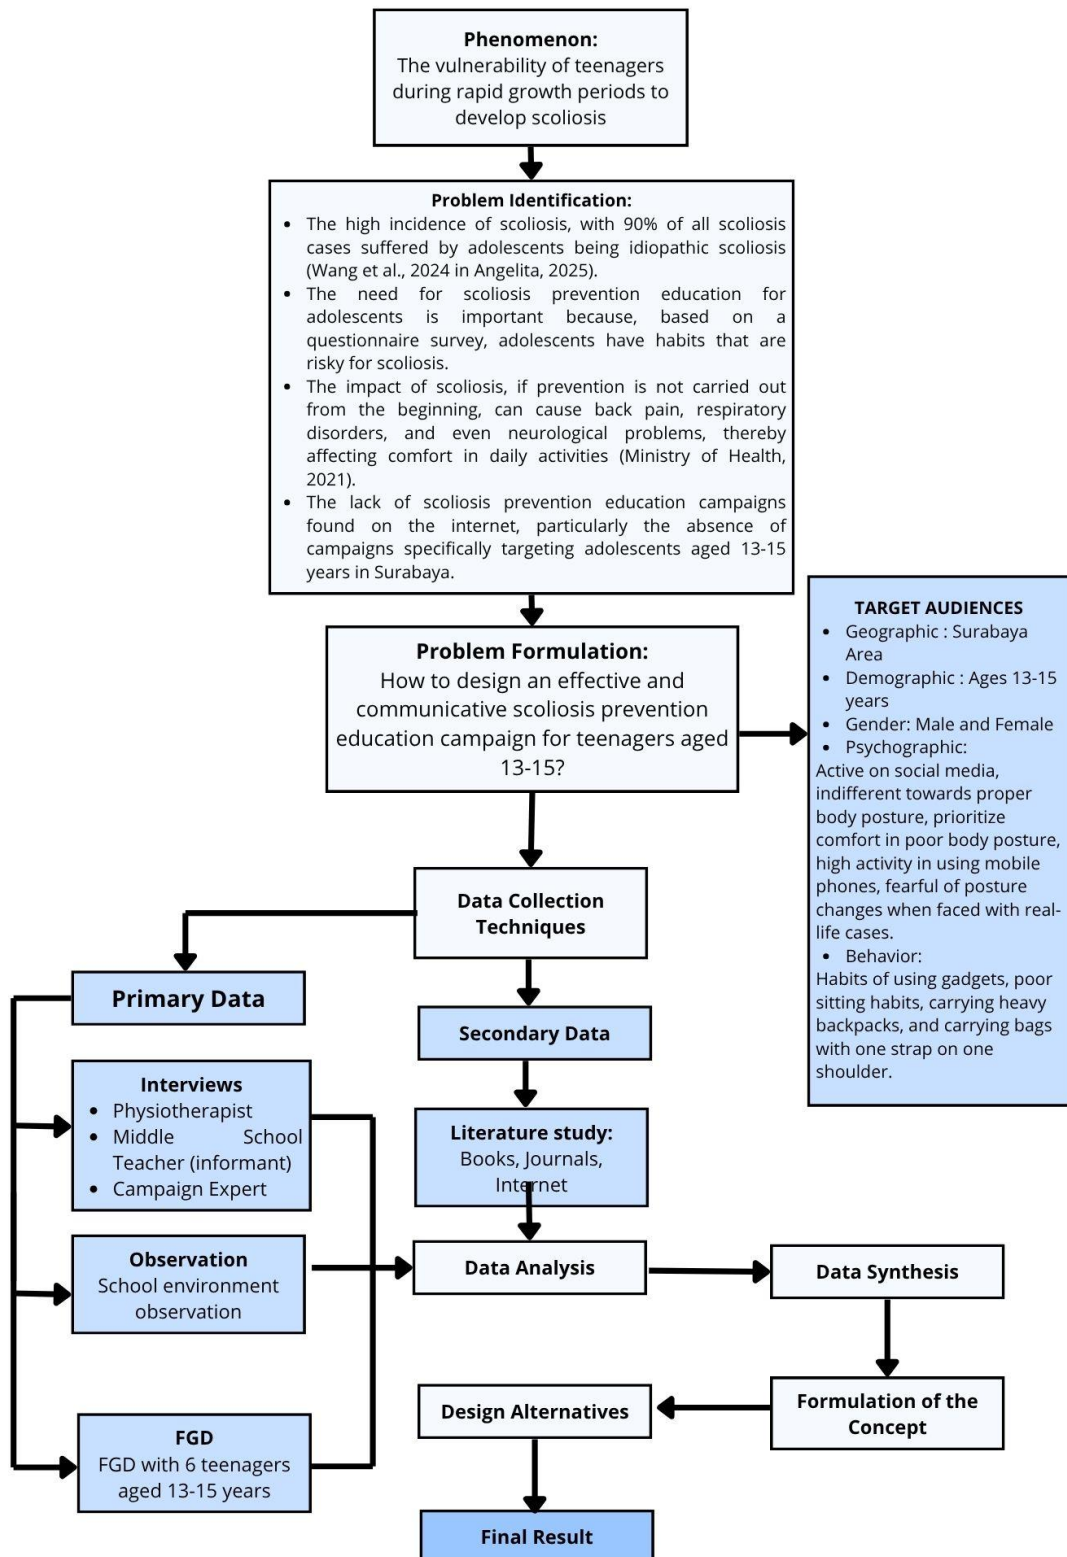 Phenomenon:
The vulnerability of teenagers
during rapid growth periods to
develop scoliosis
Problem Identification:
• The high incidence of scoliosis, with 90% of all scoliosis
cases suffered by adolescents being idiopathic scoliosis
(Wang et al., 2024 in Angelita, 2025).
• The need for scoliosis prevention education for
adolescents is important because, based on a
questionnaire survey, adolescents have habits that are
risky for scoliosis.
• The impact of scoliosis, if prevention is not carried out
from the beginning, can cause back pain, respiratory
disorders, and even neurological problems, thereby
affecting comfort in daily activities (Ministry of Health,
2021).
• The lack of scoliosis prevention education campaigns
found on the internet, particularly the absence of
campaigns specifically targeting adolescents aged 13-15
years in Surabaya.
Problem Formulation:
How to design an effective and
communicative scoliosis prevention
education campaign for teenagers aged
13-15?
TARGET AUDIENCES
• Geographic : Surabaya
Area
• Demographic : Ages 13-15
years
• Gender: Male and Female
• Psychographic:
Active on social media,
indifferent towards proper
body posture, prioritize
comfort in poor body posture,
high activity in using mobile
phones, fearful of posture
changes when faced with real-
life cases.
• Behavior:
Habits of using gadgets, poor
sitting habits, carrying heavy
backpacks, and carrying bags
with one strap on one
shoulder.
Data Collection
Techniques
Primary Data
Secondary Data
Interviews
• Physiotherapist
• Middle School
Teacher (informant)
• Campaign Expert
Literature study:
Books, Journals,
Internet
Observation
School environment
observation
Data Analysis
Data Synthesis
FGD
FGD with 6 teenagers
aged 13-15 years
Design Alternatives
Formulation of the
Concept
Final Result